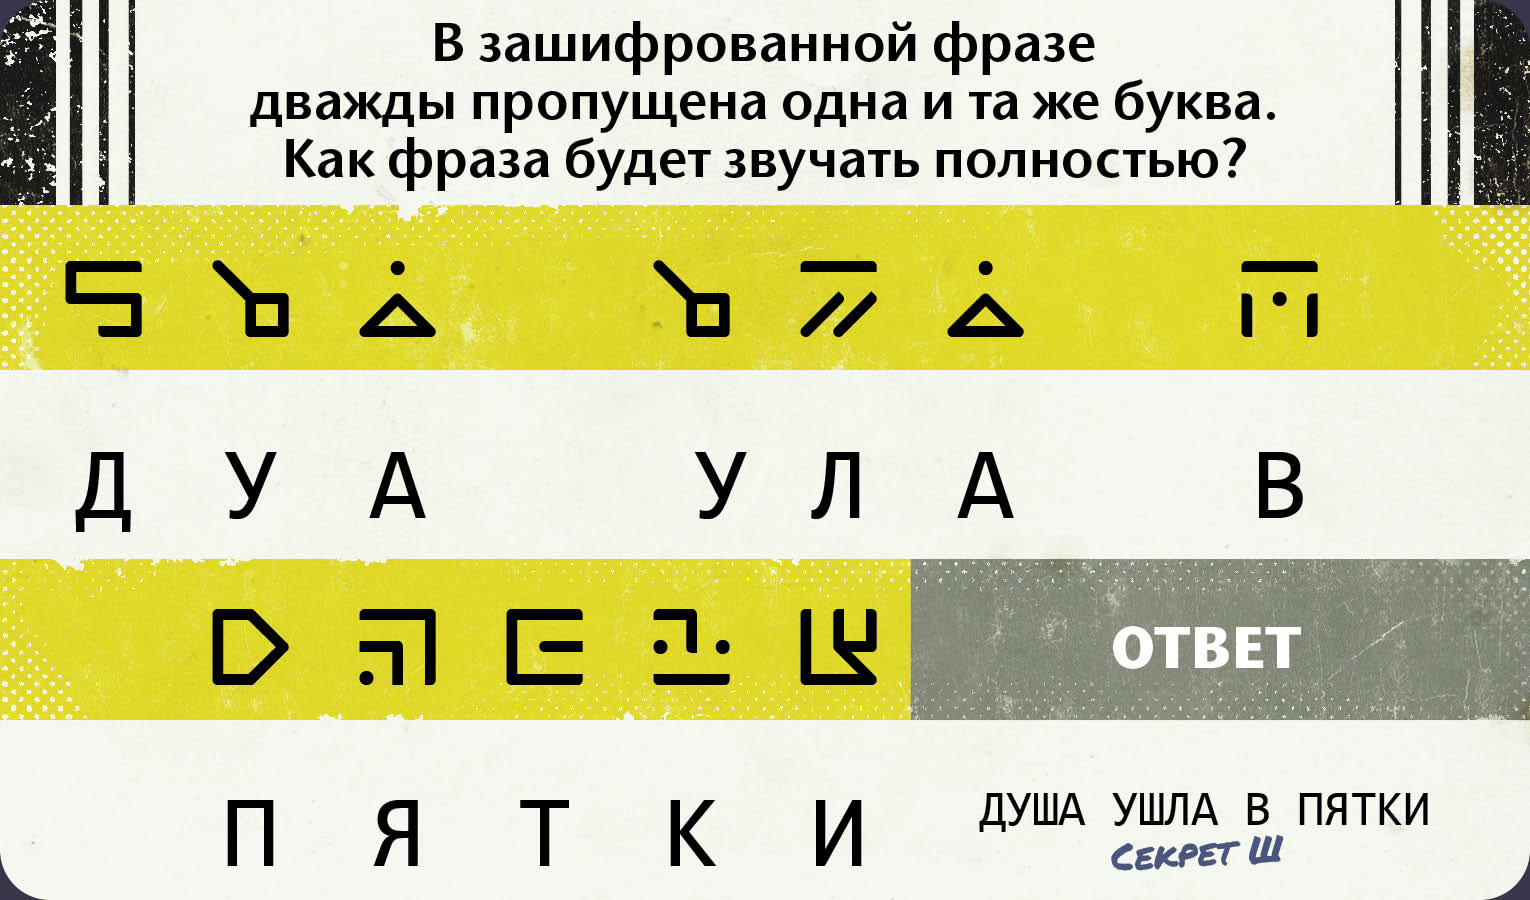 В зашифрованной фразе
дважды пропущена одна и та же буква.
Как фраза будет звучать полностью?
Д У А У Л А В
ОТВЕТ
П Я Т К И
ДУША УШЛА В ПЯТКИ
СЕКРЕТ Ш